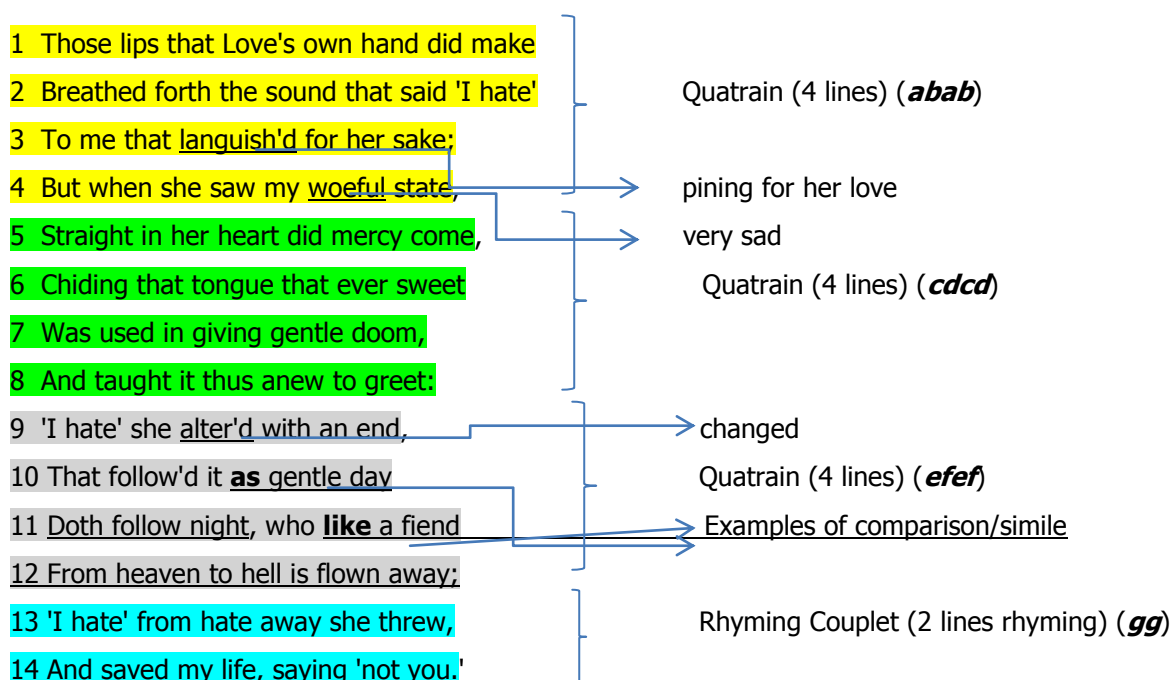 1 Those lips that Love's own hand did make
2 Breathed forth the sound that said 'I hate' Quatrain (4 lines) (abab)
3 To me that languish'd for her sake;
4 But when she saw my woeful state, pining for her love
5 Straight in her heart did mercy come, very sad
6 Chiding that tongue that ever sweet Quatrain (4 lines) (cdcd)
7 Was used in giving gentle doom,
8 And taught it thus anew to greet:
9 'I hate' she alter'd with an end, changed
10 That follow'd it as gentle day Quatrain (4 lines) (efef)
11 Doth follow night, who like a fiend Examples of comparison/simile
12 From heaven to hell is flown away;
13 'I hate' from hate away she threw, Rhyming Couplet (2 lines rhyming) (gg)
14 And saved my life, saying 'not you.'